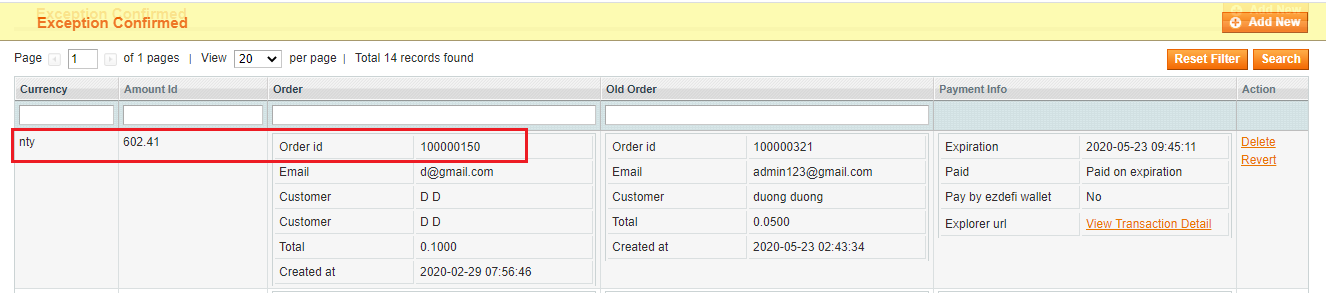 Exception Confirmed
Add New
Exception Confirmed
Add New
Page 1 of 1 pages | View 20 per page | Total 14 records found
Reset Filter Search
Currency Amount Id Order Old Order Payment Info Action
nty 602.41
Order id 100000150
Email d@gmail.com
Customer D D
Customer D D
Total 0.1000
Created at 2020-02-29 07:56:46
Order id 100000321
Email admin123@gmail.com
Customer duong duong
Total 0.0500
Created at 2020-05-23 02:43:34
Expiration 2020-05-23 09:45:11
Paid Paid on expiration
Pay by ezdefi wallet No
Explorer url View Transaction Detail
Delete
Revert